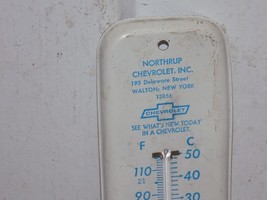 NORTHRUP
CHEVROLET, INC.
195 Delaware Street
WALTON, NEW YORK
13856
CHEVROLET
SEE WHAT'S NEW TODAY
IN A CHEVROLET.
F C
50
110 40
90 30